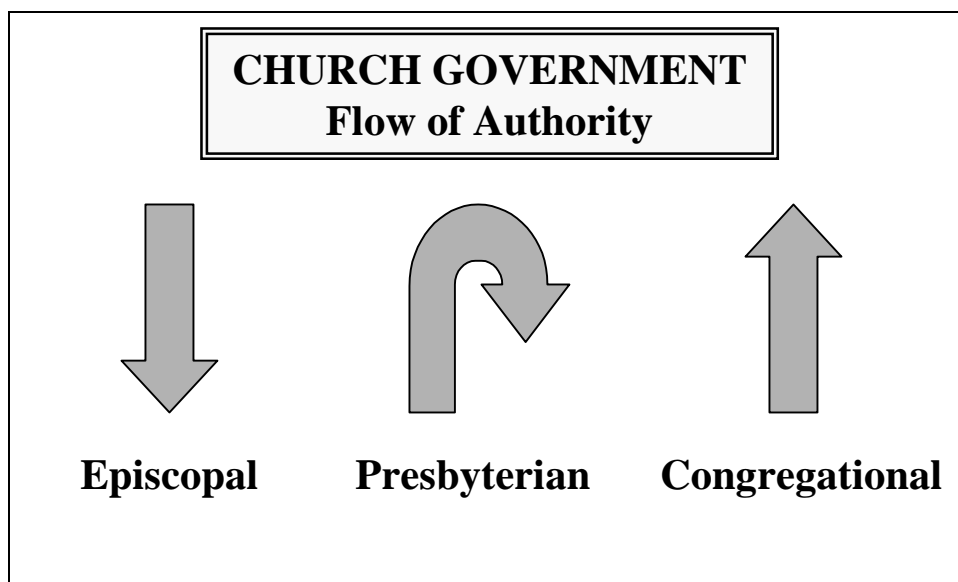 CHURCH GOVERNMENT
Flow of Authority
Episcopal Presbyterian Congregational